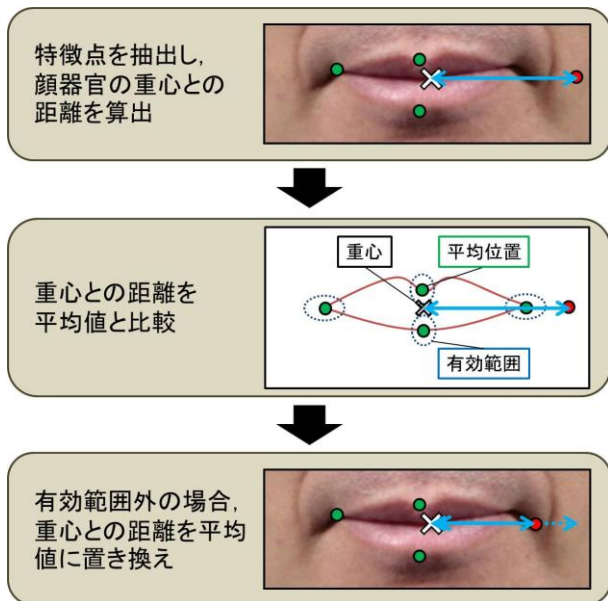 特徴点を抽出し,
顔器官の重心との
距離を算出
重心との距離を
平均値と比較
重心
平均位置
有効範囲
有効範囲外の場合,
重心との距離を平均
値に置き換え